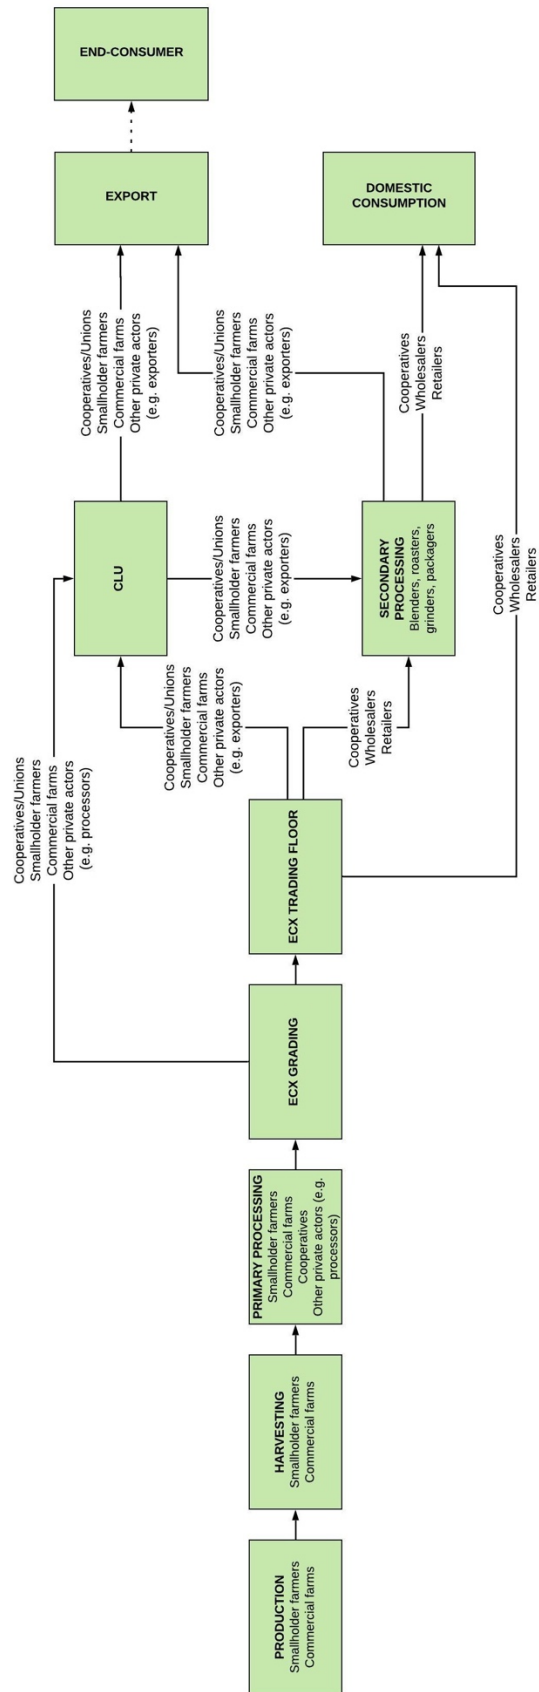 END-CONSUMER
EXPORT
DOMESTIC
CONSUMPTION
Cooperatives/Unions
Smallholder farmers
Commercial farms
Other private actors
(e.g. exporters)
Cooperatives/Unions
Smallholder farmers
Commercial farms
Other private actors
(e.g. exporters)
Cooperatives
Wholesalers
Retailers
CLU
Cooperatives/Unions
Smallholder farmers
Commercial farms
Other private actors
(e.g. exporters)
SECONDARY
PROCESSING
Blenders, roasters,
grinders, packagers
Cooperatives
Wholesalers
Retailers
Cooperatives/Unions
Smallholder farmers
Commercial farms
Other private actors
(e.g. exporters)
Cooperatives
Wholesalers
Retailers
Cooperatives/Unions
Smallholder farmers
Commercial farms
Other private actors
(e.g. processors)
ECX TRADING FLOOR
ECX GRADING
PRIMARY PROCESSING
Smallholder farmers
Commercial farms
Cooperatives
Other private actors (e.g.
processors)
HARVESTING
Smallholder farmers
Commercial farms
PRODUCTION
Smallholder farmers
Commercial farms